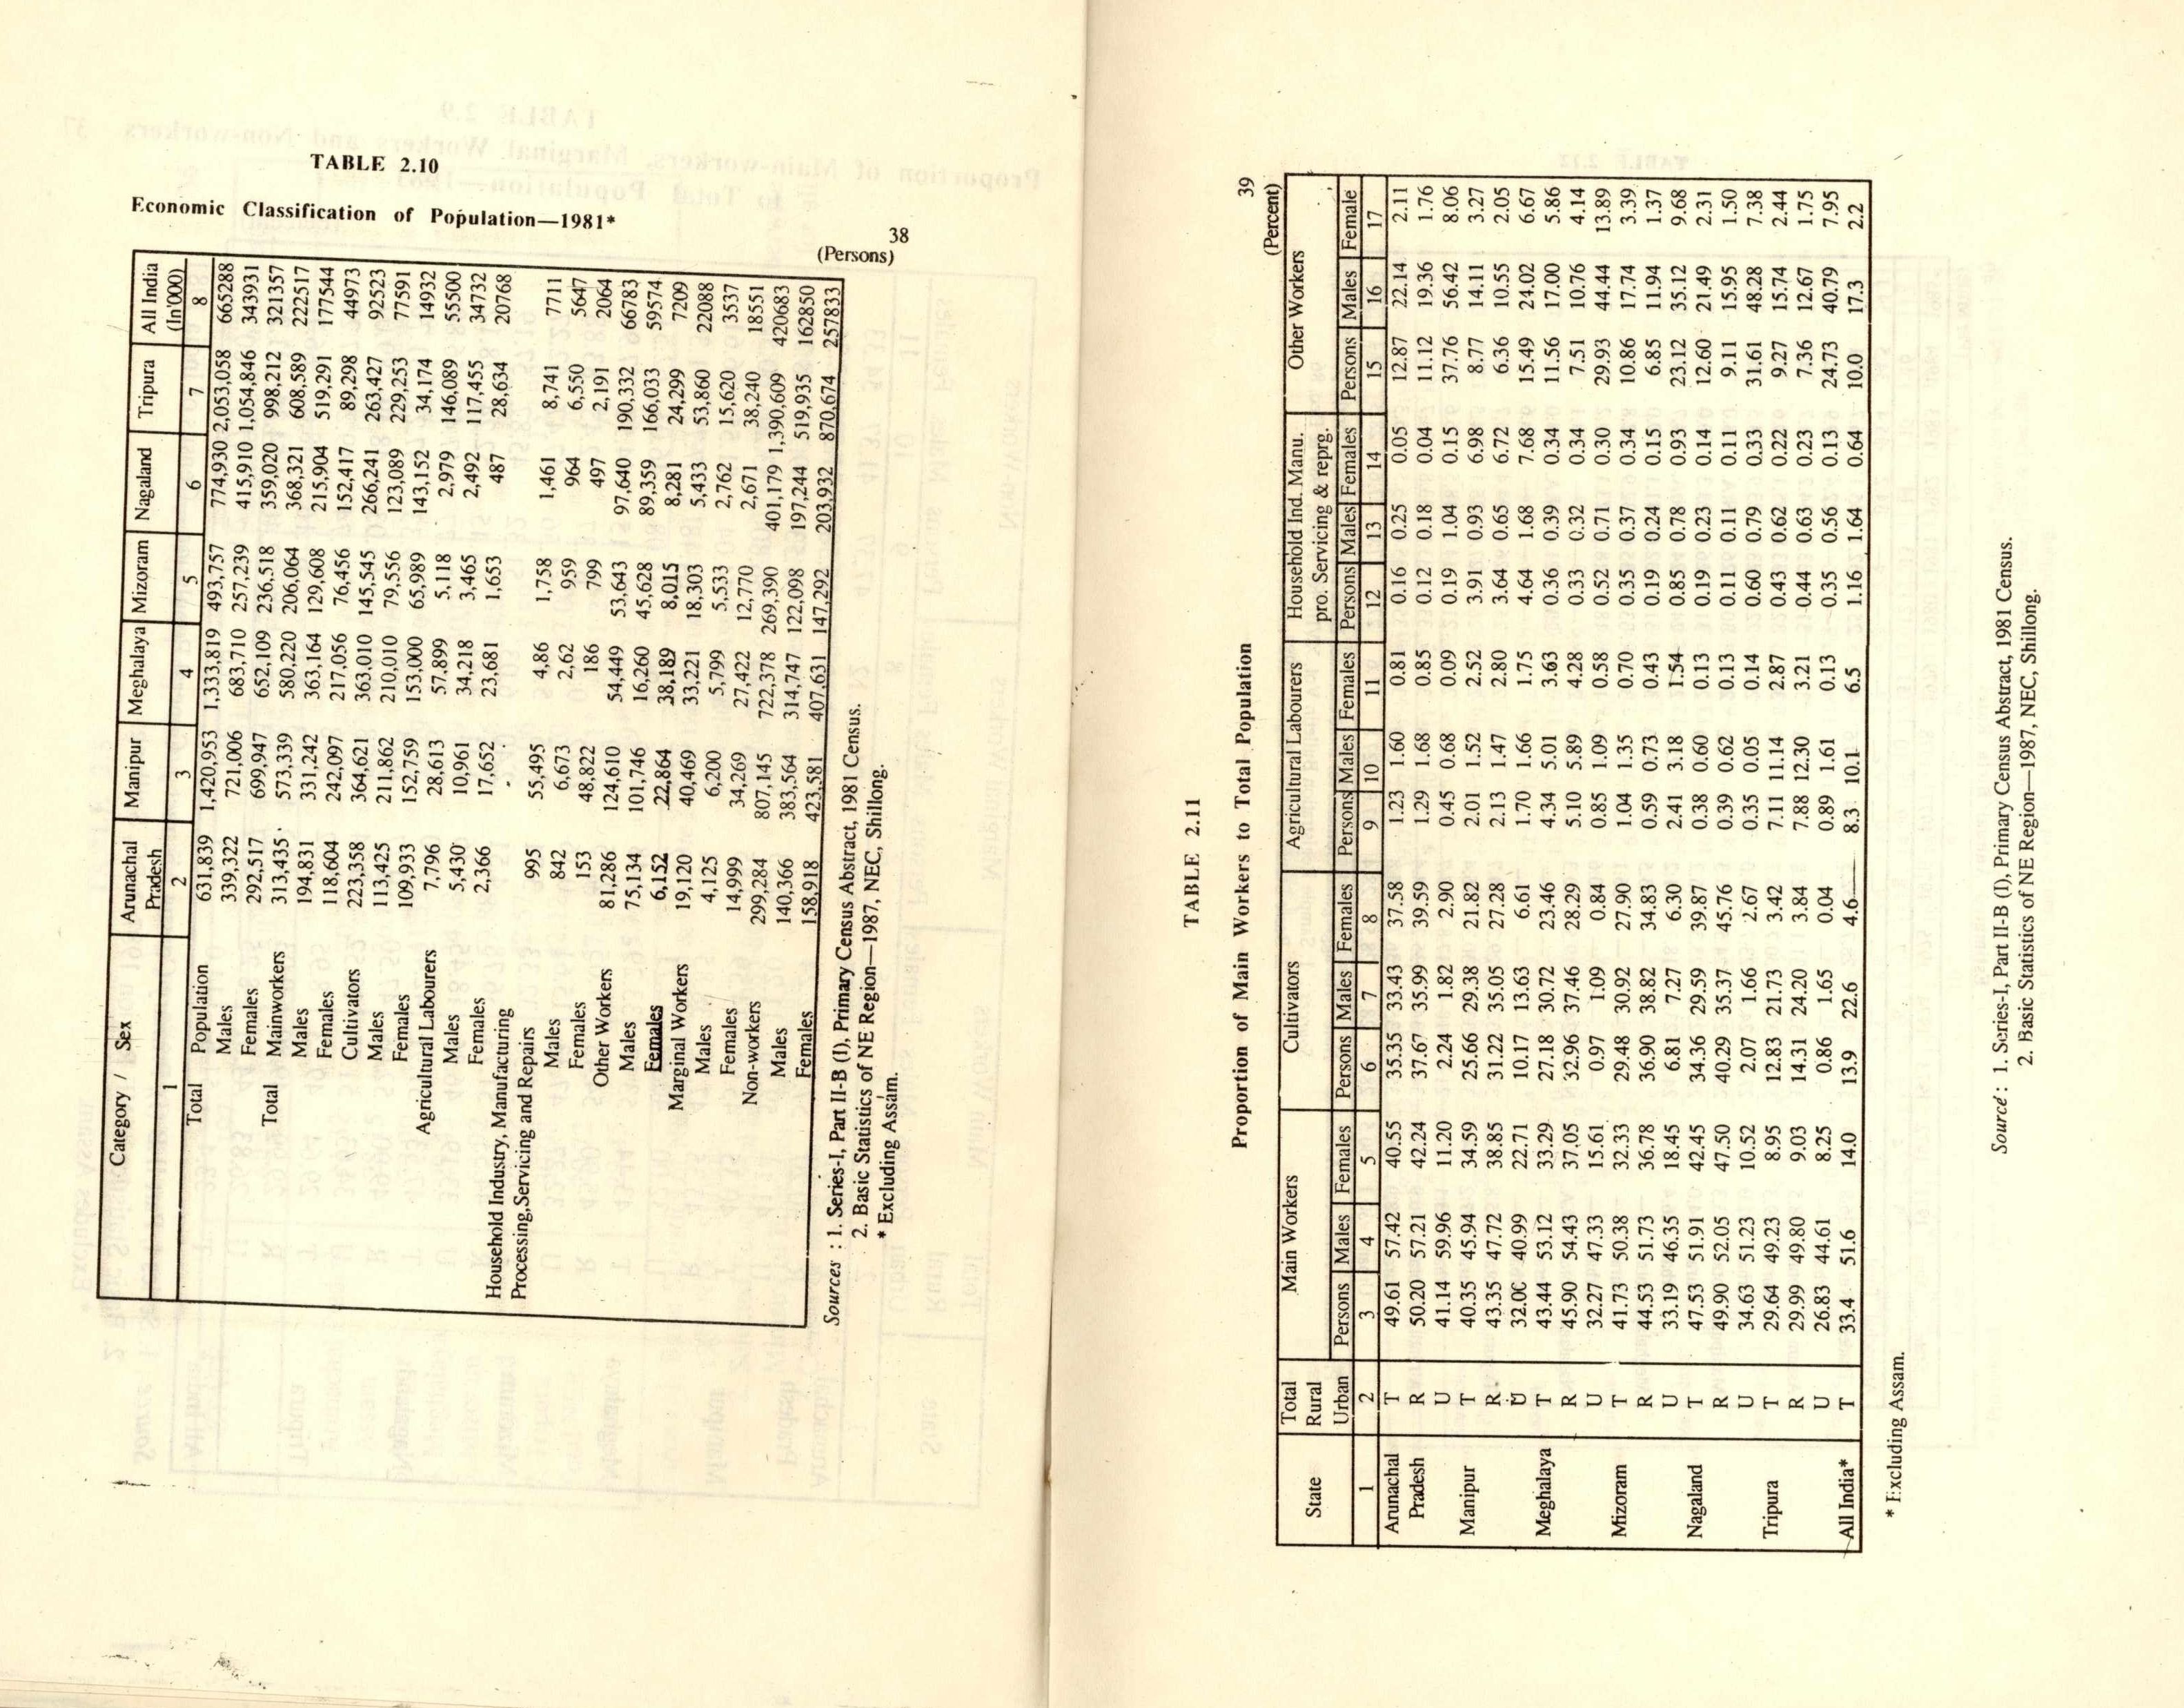 TABLE 2.10
Economic Classification of Population—1981*
38
(Persons)
Category / Sex Arunachal Pradesh Manipur Meghalaya Mizoram Nagaland Tripura All India (In'000)
1 2 3 4 5 6 7 8
Total Population 631,839 1,420,953 1,333,819 493,757 774,930 2,053,058 665288
Males 339,322 721,006 683,710 257,239 415,910 1,054,846 343931
Females 292,517 699,947 652,109 236,518 359,020 998,212 321357
Total Mainworkers 313,435 573,339 580,220 206,064 368,321 608,589 222517
Males 194,831 331,242 363,164 129,608 215,904 519,291 177544
Females 118,604 242,097 217,056 76,456 152,417 89,298 44973
Cultivators 223,358 364,621 363,010 145,545 266,241 263,427 92523
Males 113,425 211,862 210,010 79,556 123,089 229,253 77591
Females 109,933 152,759 153,000 65,989 143,152 34,174 14932
Agricultural Labourers 7,796 28,613 57,899 5,118 2,979 146,089 55500
Males 5,430 10,961 34,218 3,465 2,492 117,455 34732
Females 2,366 17,652 23,681 1,653 487 28,634 20768
Household Industry, Manufacturing
Processing, Servicing and Repairs 995 55,495 4,86 1,758 1,461 8,741 7711
Males 842 6,673 2,62 959 964 6,550 5647
Females 153 48,822 186 799 497 2,191 2064
Other Workers 81,286 124,610 54,449 53,643 97,640 190,332 66783
Males 75,134 101,746 16,260 45,628 89,359 166,033 59574
Females 6,152 22,864 38,189 8,015 8,281 24,299 7209
Marginal Workers 19,120 40,469 33,221 18,303 5,433 53,860 22088
Males 4,125 6,200 5,799 5,533 2,762 15,620 3537
Females 14,999 34,269 27,422 12,770 2,671 38,240 18551
Non-workers 299,284 807,145 722,378 269,390 401,179 1,390,609 420683
Males 140,366 383,564 314,747 122,098 197,244 519,935 162850
Females 158,918 423,581 407,631 147,292 203,932 870,674 257833
Sources : 1. Series-I, Part II-B (I), Primary Census Abstract, 1981 Census.
2. Basic Statistics of NE Region—1987, NEC, Shillong.
* Excluding Assam.
TABLE 2.11
Proportion of Main Workers to Total Population
39
(Percent)
State Total Rural Urban Main Workers Cultivators Agricultural Labourers Household Ind. Manu. pro. Servicing & reprg. Other Workers
Persons Males Females Persons Males Females Persons Males Females Persons Males Females Persons Males Female
1 2 3 4 5 6 7 8 9 10 11 12 13 14 15 16 17
Arunachal T 49.61 57.42 40.55 35.35 33.43 37.58 1.23 1.60 0.81 0.16 0.25 0.05 12.87 22.14 2.11
Pradesh R 50.20 57.21 42.24 37.67 35.99 39.59 1.29 1.68 0.85 0.12 0.18 0.04 11.12 19.36 1.76
U 41.14 59.96 11.20 2.24 1.82 2.90 0.45 0.68 0.09 0.19 1.04 0.15 37.76 56.42 8.06
Manipur T 40.35 45.94 34.59 25.66 29.38 21.82 2.01 1.52 2.52 3.91 0.93 6.98 8.77 14.11 3.27
R 43.35 47.72 38.85 31.22 35.05 27.28 2.13 1.47 2.80 3.64 0.65 6.72 6.36 10.55 2.05
U 32.00 40.99 22.71 10.17 13.63 6.61 1.70 1.66 1.75 4.64 1.68 7.68 15.49 24.02 6.67
Meghalaya T 43.44 53.12 33.29 27.18 30.72 23.46 4.34 5.01 3.63 0.36 0.39 0.34 11.56 17.00 5.86
R 45.90 54.43 37.05 32.96 37.46 28.29 5.10 5.89 4.28 0.33 0.32 0.34 7.51 10.76 4.14
U 32.27 47.33 15.61 0.97 1.09 0.84 0.85 1.09 0.58 0.52 0.71 0.30 29.93 44.44 13.89
Mizoram T 41.73 50.38 32.33 29.48 30.92 27.90 1.04 1.35 0.70 0.35 0.37 0.34 10.86 17.74 3.39
R 44.53 51.73 36.78 36.90 38.82 34.83 0.59 0.73 0.43 0.19 0.24 0.15 6.85 11.94 1.37
U 33.19 46.35 18.45 6.81 7.27 6.30 2.41 3.18 1.54 0.85 0.78 0.93 23.12 35.12 9.68
Nagaland T 47.53 51.91 42.45 34.36 29.59 39.87 0.38 0.60 0.13 0.19 0.23 0.14 12.60 21.49 2.31
R 49.90 52.05 47.50 40.29 35.37 45.76 0.39 0.62 0.13 0.11 0.11 0.11 9.11 15.95 1.50
U 34.63 51.23 10.52 2.07 1.66 2.67 0.35 0.05 0.14 0.60 0.79 0.33 31.61 48.28 7.38
Tripura T 29.64 49.23 8.95 12.83 21.73 3.42 7.11 11.14 2.87 0.43 0.62 0.22 9.27 15.74 2.44
R 29.99 49.80 9.03 14.31 24.20 3.84 7.88 12.30 3.21 0.44 0.63 0.23 7.36 12.67 1.75
U 26.83 44.61 8.25 0.86 1.65 0.04 0.89 1.61 0.13 0.35 0.56 0.13 24.73 40.79 7.95
All India* T 33.4 51.6 14.0 13.9 22.6 4.6 8.3 10.1 6.5 1.16 1.64 0.64 10.0 17.3 2.2
* Excluding Assam.
Source : 1. Series-I, Part II-B (I), Primary Census Abstract, 1981 Census.
2. Basic Statistics of NE Region—1987, NEC, Shillong.